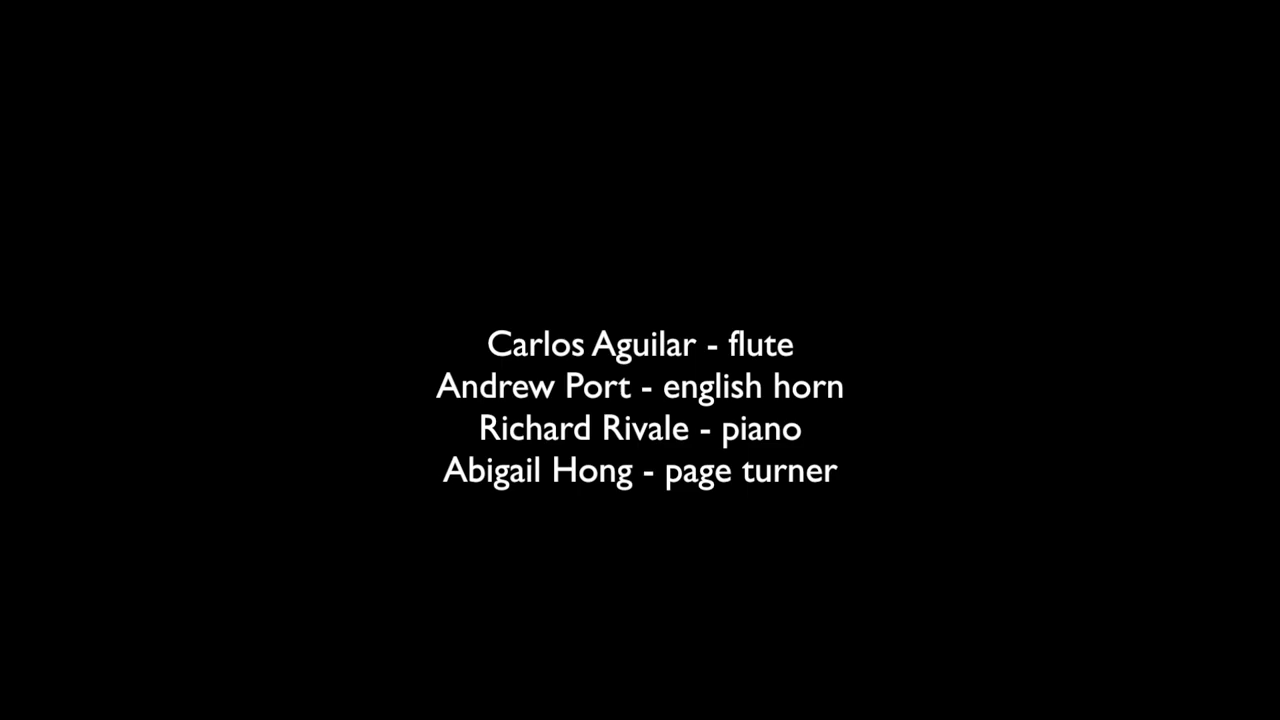 Carlos Aguilar - flute
Andrew Port - english horn
Richard Rivale - piano
Abigail Hong - page turner